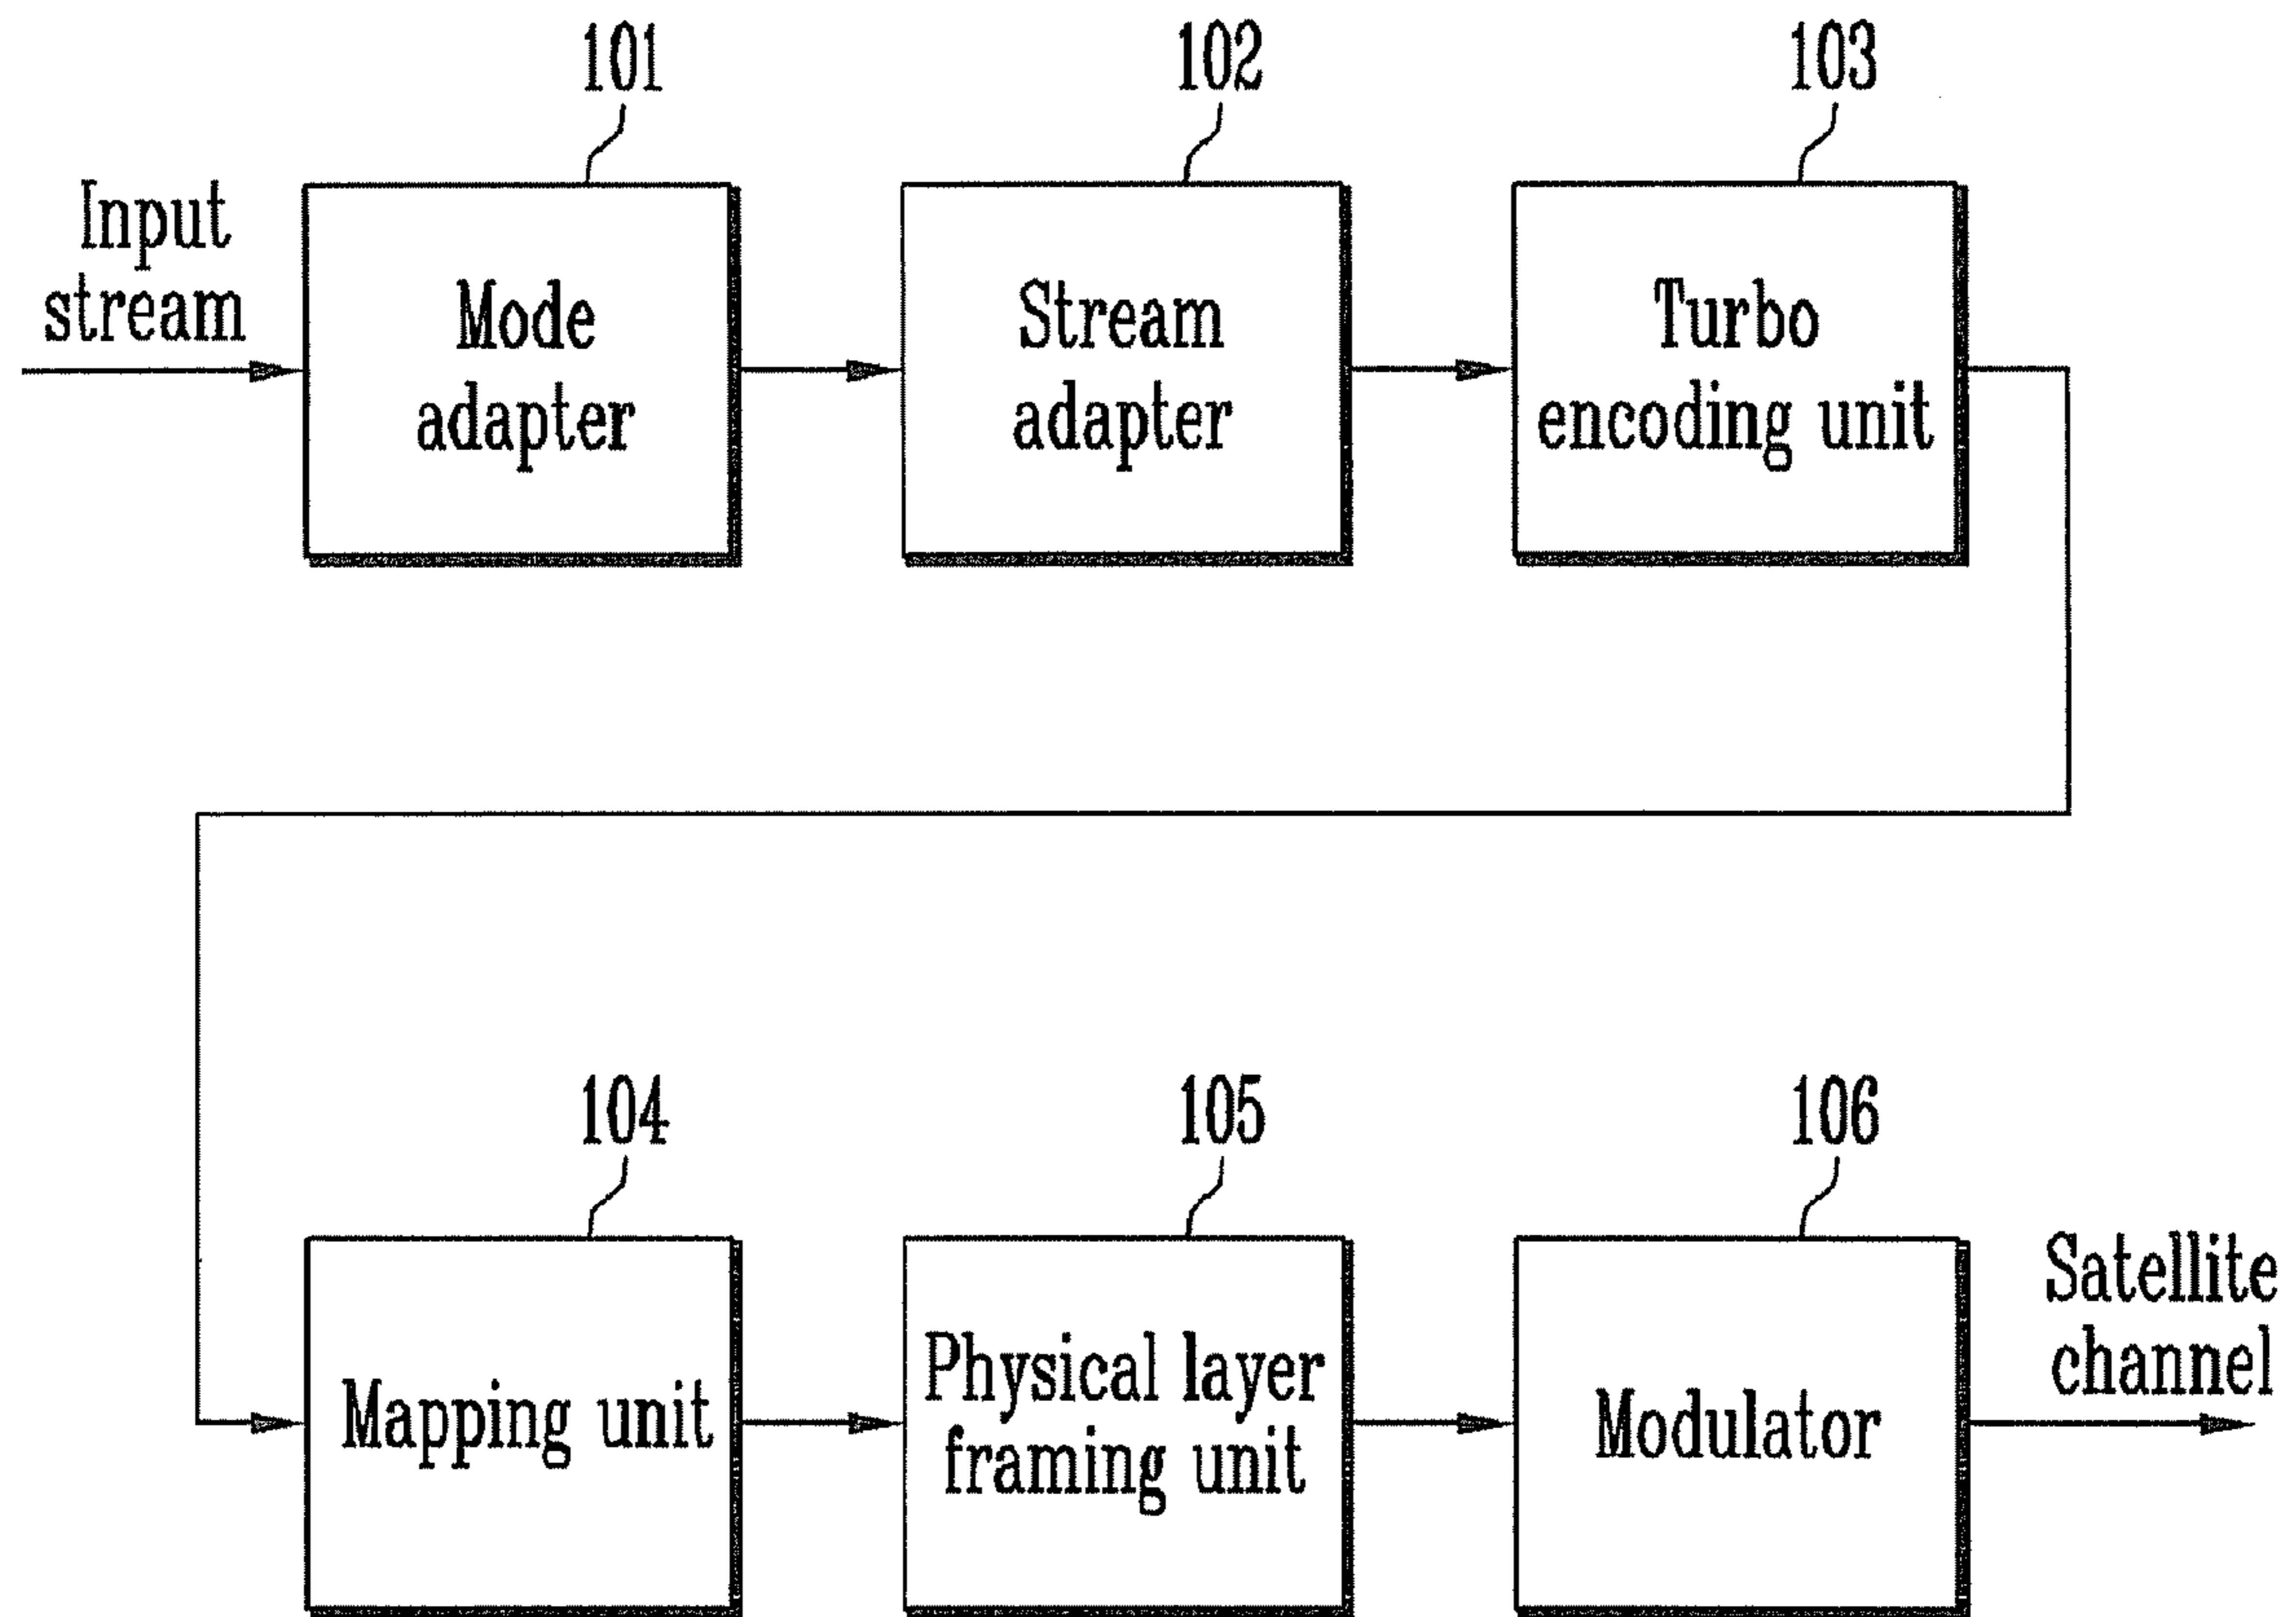 101
102
103
Input
stream
Mode
adapter
Stream
adapter
Turbo
encoding unit
104
105
106
Mapping unit
Physical layer
framing unit
Modulator
Satellite
channel